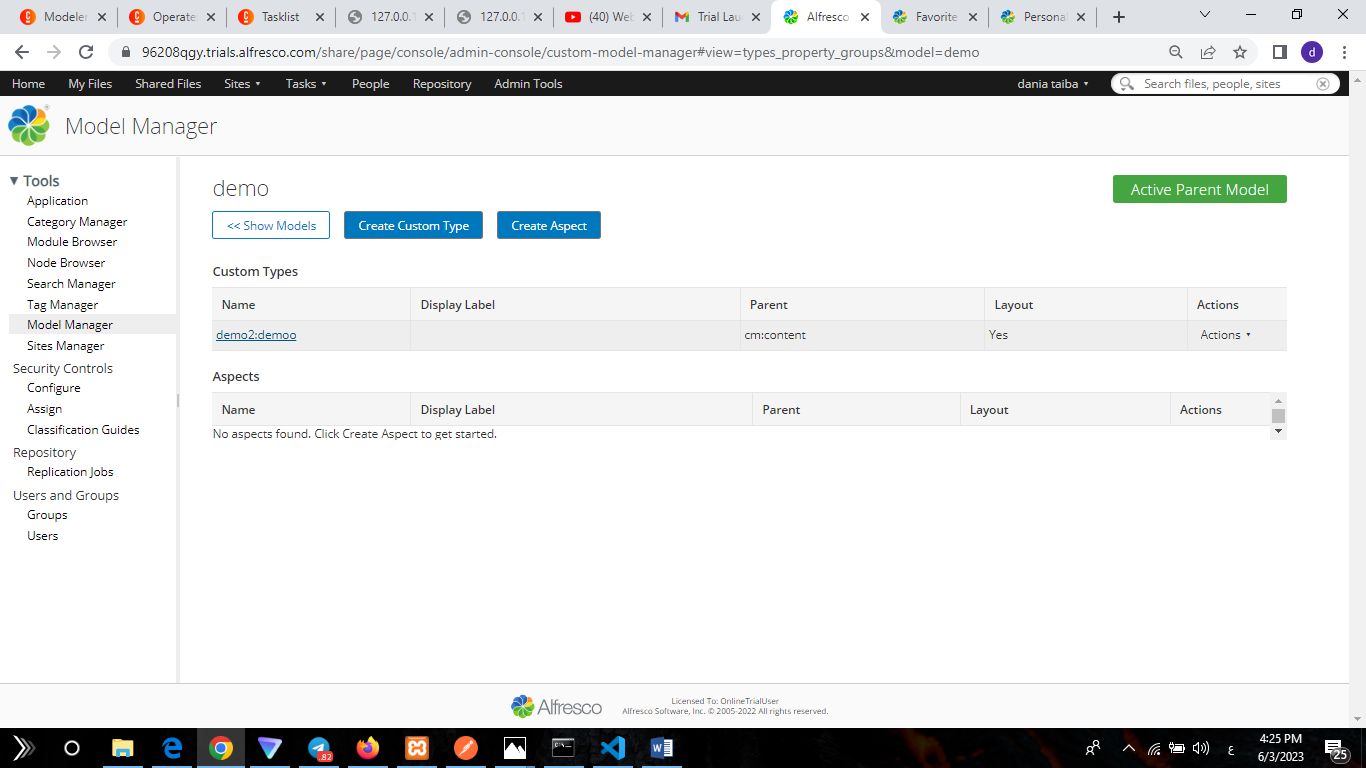 Modeler
Operate
Tasklist
127.0.0.1
127.0.0.1
(40) Web
Trial Lau
Alfresco
Favorite
Personal
96208qgy.trials.alfresco.com/share/page/console/admin-console/custom-model-manager#view=types_property_groups&model=demo
d
Home My Files Shared Files Sites Tasks People Repository Admin Tools dania taiba Search files, people, sites
Model Manager
Tools
Application
Category Manager
Module Browser
Node Browser
Search Manager
Tag Manager
Model Manager
Sites Manager
Security Controls
Configure
Assign
Classification Guides
Repository
Replication Jobs
Users and Groups
Groups
Users
demo
Active Parent Model
<< Show Models Create Custom Type Create Aspect
Custom Types
Name Display Label Parent Layout Actions
demo2:demoo cm:content Yes Actions
Aspects
Name Display Label Parent Layout Actions
No aspects found. Click Create Aspect to get started.
Alfresco
Licensed To: OnlineTrialUser
Alfresco Software, Inc. © 2005-2022 All rights reserved.
82
ع
4:25 PM
6/3/2023
25